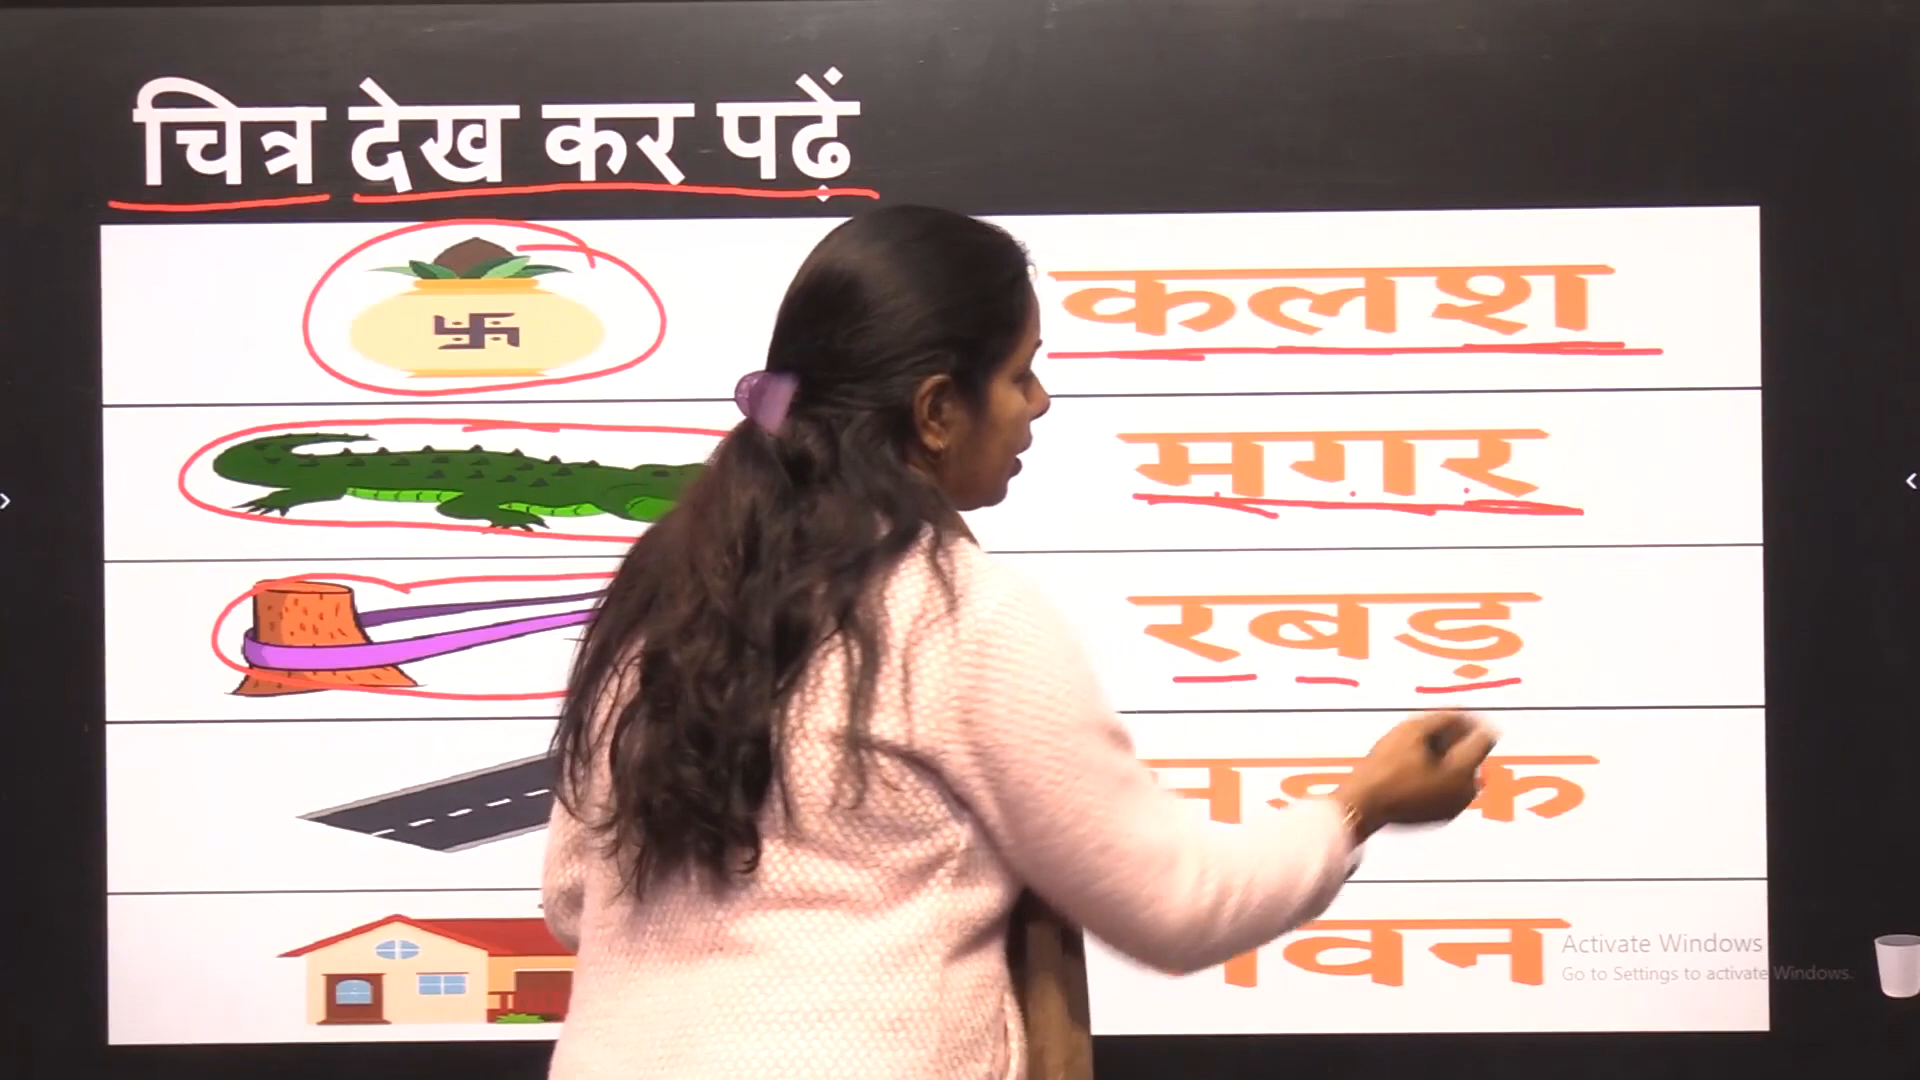 चित्र देख कर पढ़ें
कलश
मगर
रबड़
Activate Windows
Go to Settings to activate Windows.